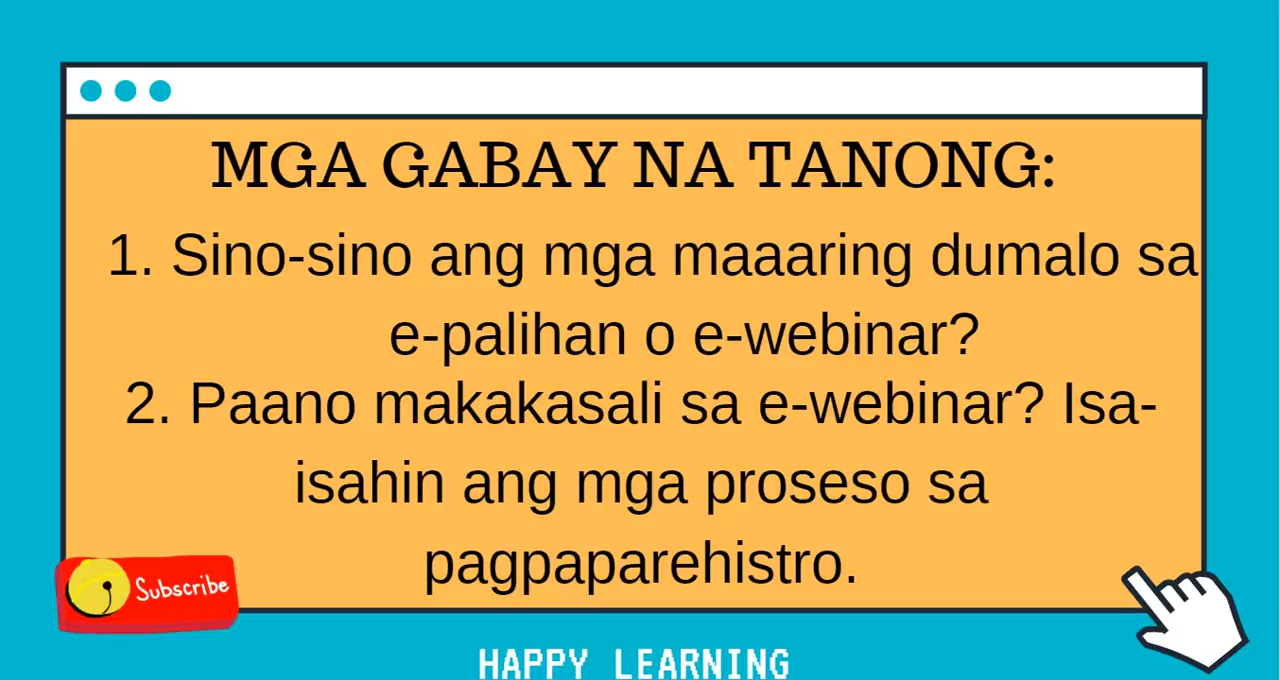 MGA GABAY NA TANONG:
1. Sino-sino ang mga maaaring dumalo sa
e-palihan o e-webinar?
2. Paano makakasali sa e-webinar? Isa-
isahin ang mga proseso sa
pagpaparehistro.
Subscribe
HAPPY LEARNING